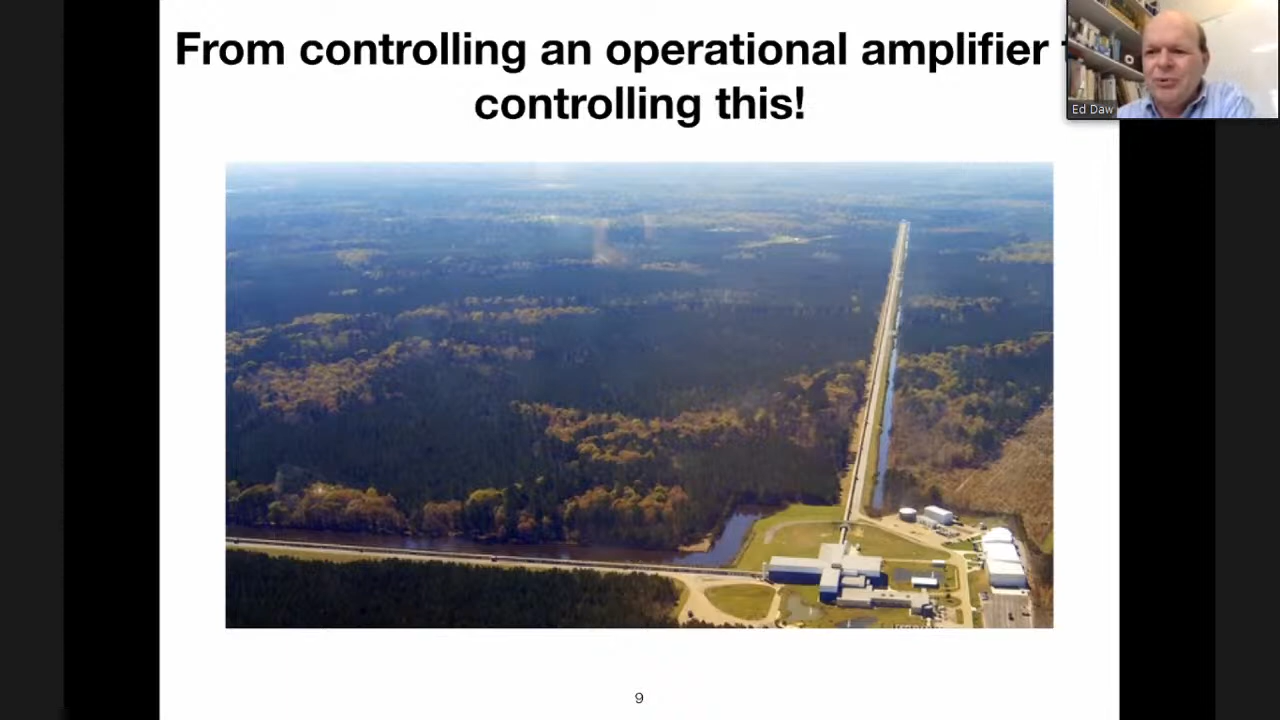 From controlling an operational amplifier
controlling this!
Ed Daw
9